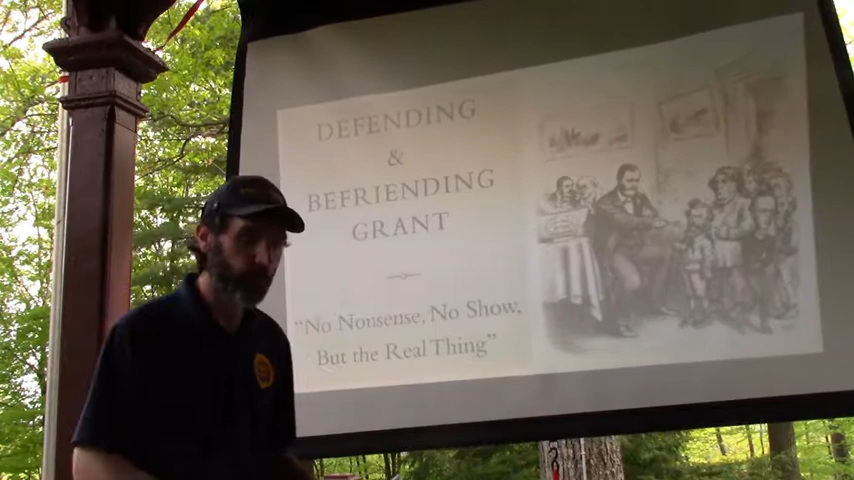 DEFENDING
&
BEFRIENDING
GRANT
"No Nonsense, No Show,
But the Real Thing"